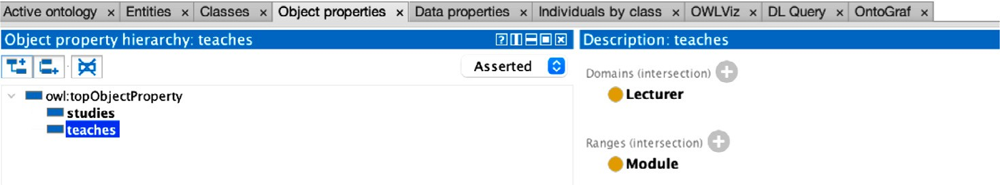 Active ontology × Entities × Classes × Object properties × Data properties × Individuals by class × OWLViz × DL Query × OntoGraf ×
Object property hierarchy: teaches
Description: teaches
Asserted
Domains (intersection)
Lecturer
owl:topObjectProperty
studies
teaches
Ranges (intersection)
Module